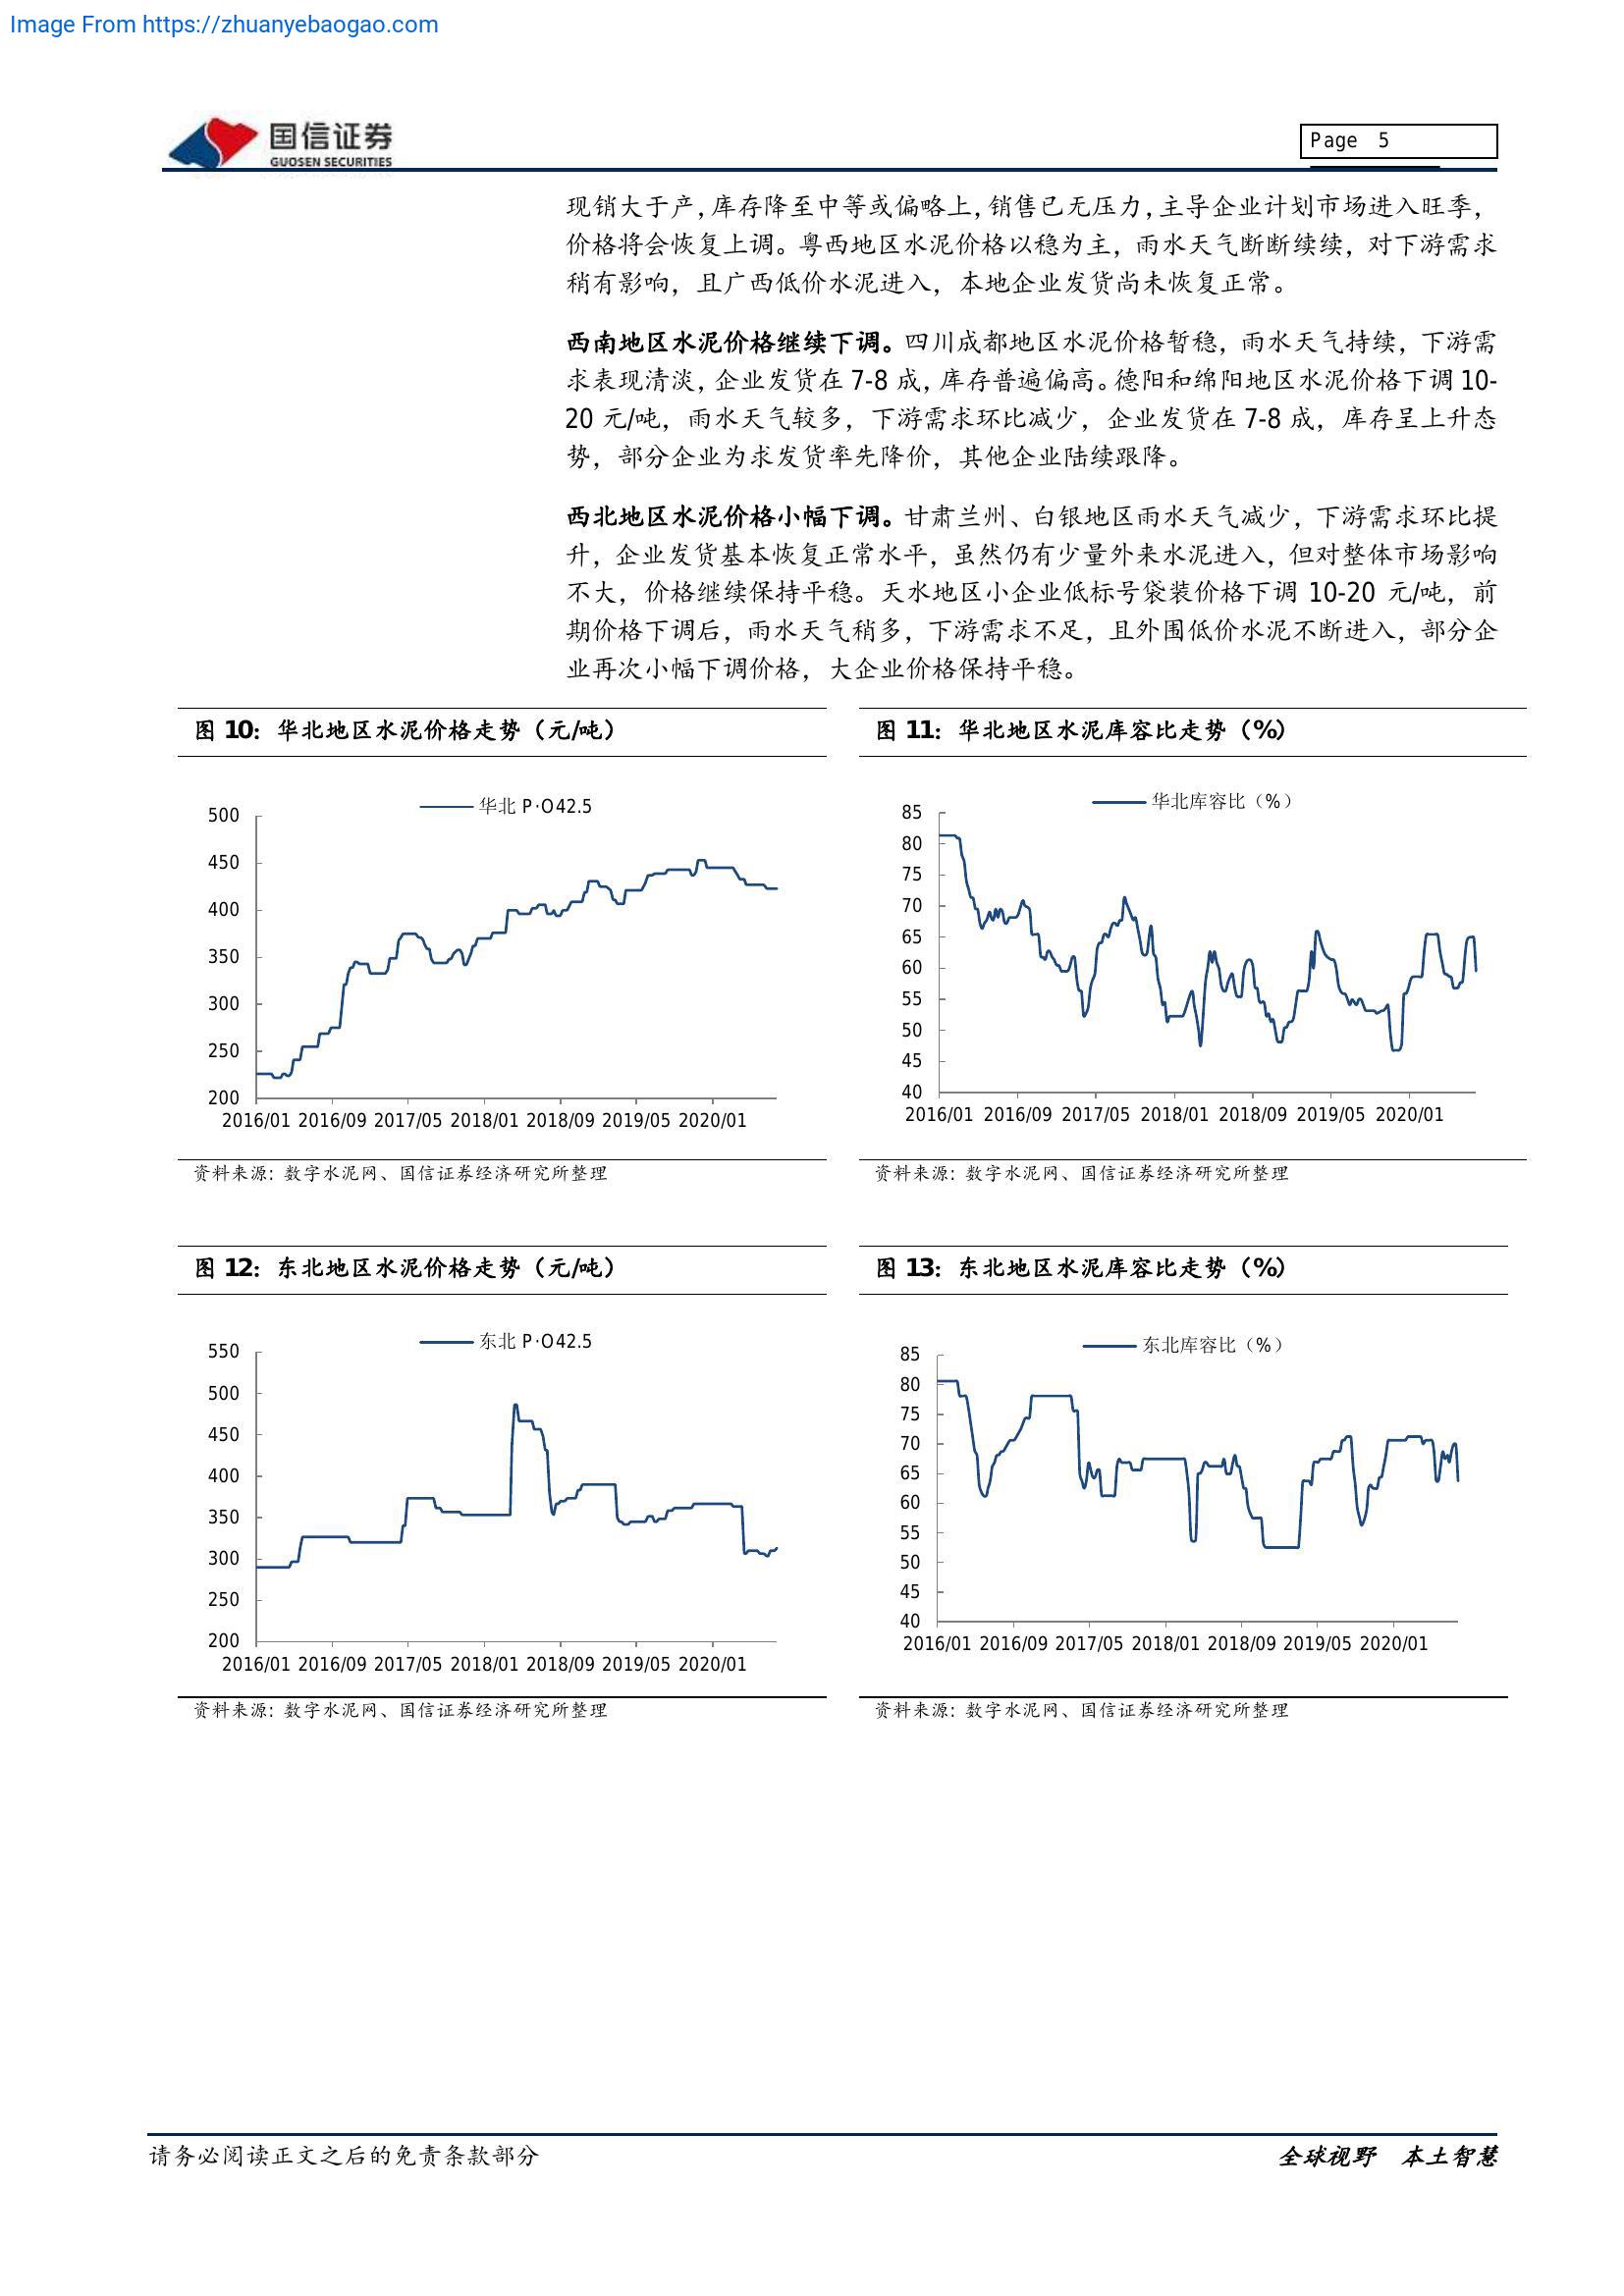 Image From https://zhuanyebaogao.com
国信证券
GUOSEN SECURITIES
Page 5
现销大于产,库存降至中等或偏略上,销售已无压力,主导企业计划市场进入旺季,
价格将会恢复上调。粤西地区水泥价格以稳为主，雨水天气断断续续，对下游需求
稍有影响，且广西低价水泥进入，本地企业发货尚未恢复正常。
西南地区水泥价格继续下调。四川成都地区水泥价格暂稳，雨水天气持续，下游需
求表现清淡,企业发货在 7-8 成,库存普遍偏高。德阳和绵阳地区水泥价格下调 10-
20 元/吨，雨水天气较多，下游需求环比减少，企业发货在 7-8 成，库存呈上升态
势，部分企业为求发货率先降价，其他企业陆续跟降。
西北地区水泥价格小幅下调。甘肃兰州、白银地区雨水天气减少，下游需求环比提
升，企业发货基本恢复正常水平，虽然仍有少量外来水泥进入，但对整体市场影响
不大，价格继续保持平稳。天水地区小企业低标号袋装价格下调 10-20 元/吨，前
期价格下调后，雨水天气稍多，下游需求不足，且外围低价水泥不断进入，部分企
业再次小幅下调价格，大企业价格保持平稳。
图 10：华北地区水泥价格走势（元/吨）
华北 P·O42.5
500
450
400
350
300
250
200
2016/01 2016/09 2017/05 2018/01 2018/09 2019/05 2020/01
资料来源：数字水泥网、国信证券经济研究所整理
图 11：华北地区水泥库容比走势（%）
华北库容比（%）
85
80
75
70
65
60
55
50
45
40
2016/01 2016/09 2017/05 2018/01 2018/09 2019/05 2020/01
资料来源：数字水泥网、国信证券经济研究所整理
图 12：东北地区水泥价格走势（元/吨）
东北 P·O42.5
550
500
450
400
350
300
250
200
2016/01 2016/09 2017/05 2018/01 2018/09 2019/05 2020/01
资料来源：数字水泥网、国信证券经济研究所整理
图 13：东北地区水泥库容比走势（%）
东北库容比（%）
85
80
75
70
65
60
55
50
45
40
2016/01 2016/09 2017/05 2018/01 2018/09 2019/05 2020/01
资料来源：数字水泥网、国信证券经济研究所整理
请务必阅读正文之后的免责条款部分
全球视野 本土智慧